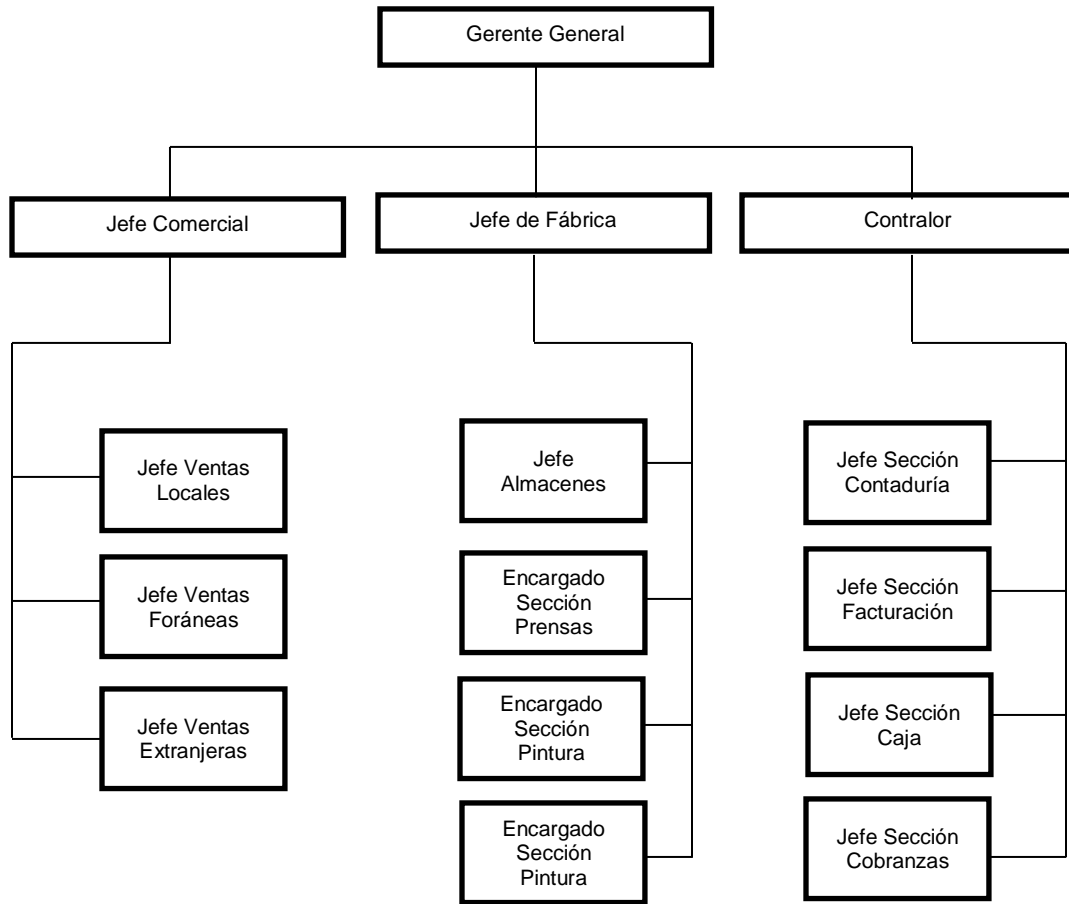 Gerente General
Jefe Comercial
Jefe de Fábrica
Contralor
Jefe Ventas
Locales
Jefe Ventas
Foráneas
Jefe Ventas
Extranjeras
Jefe
Almacenes
Encargado
Sección
Prensas
Encargado
Sección
Pintura
Encargado
Sección
Pintura
Jefe Sección
Contaduría
Jefe Sección
Facturación
Jefe Sección
Caja
Jefe Sección
Cobranzas